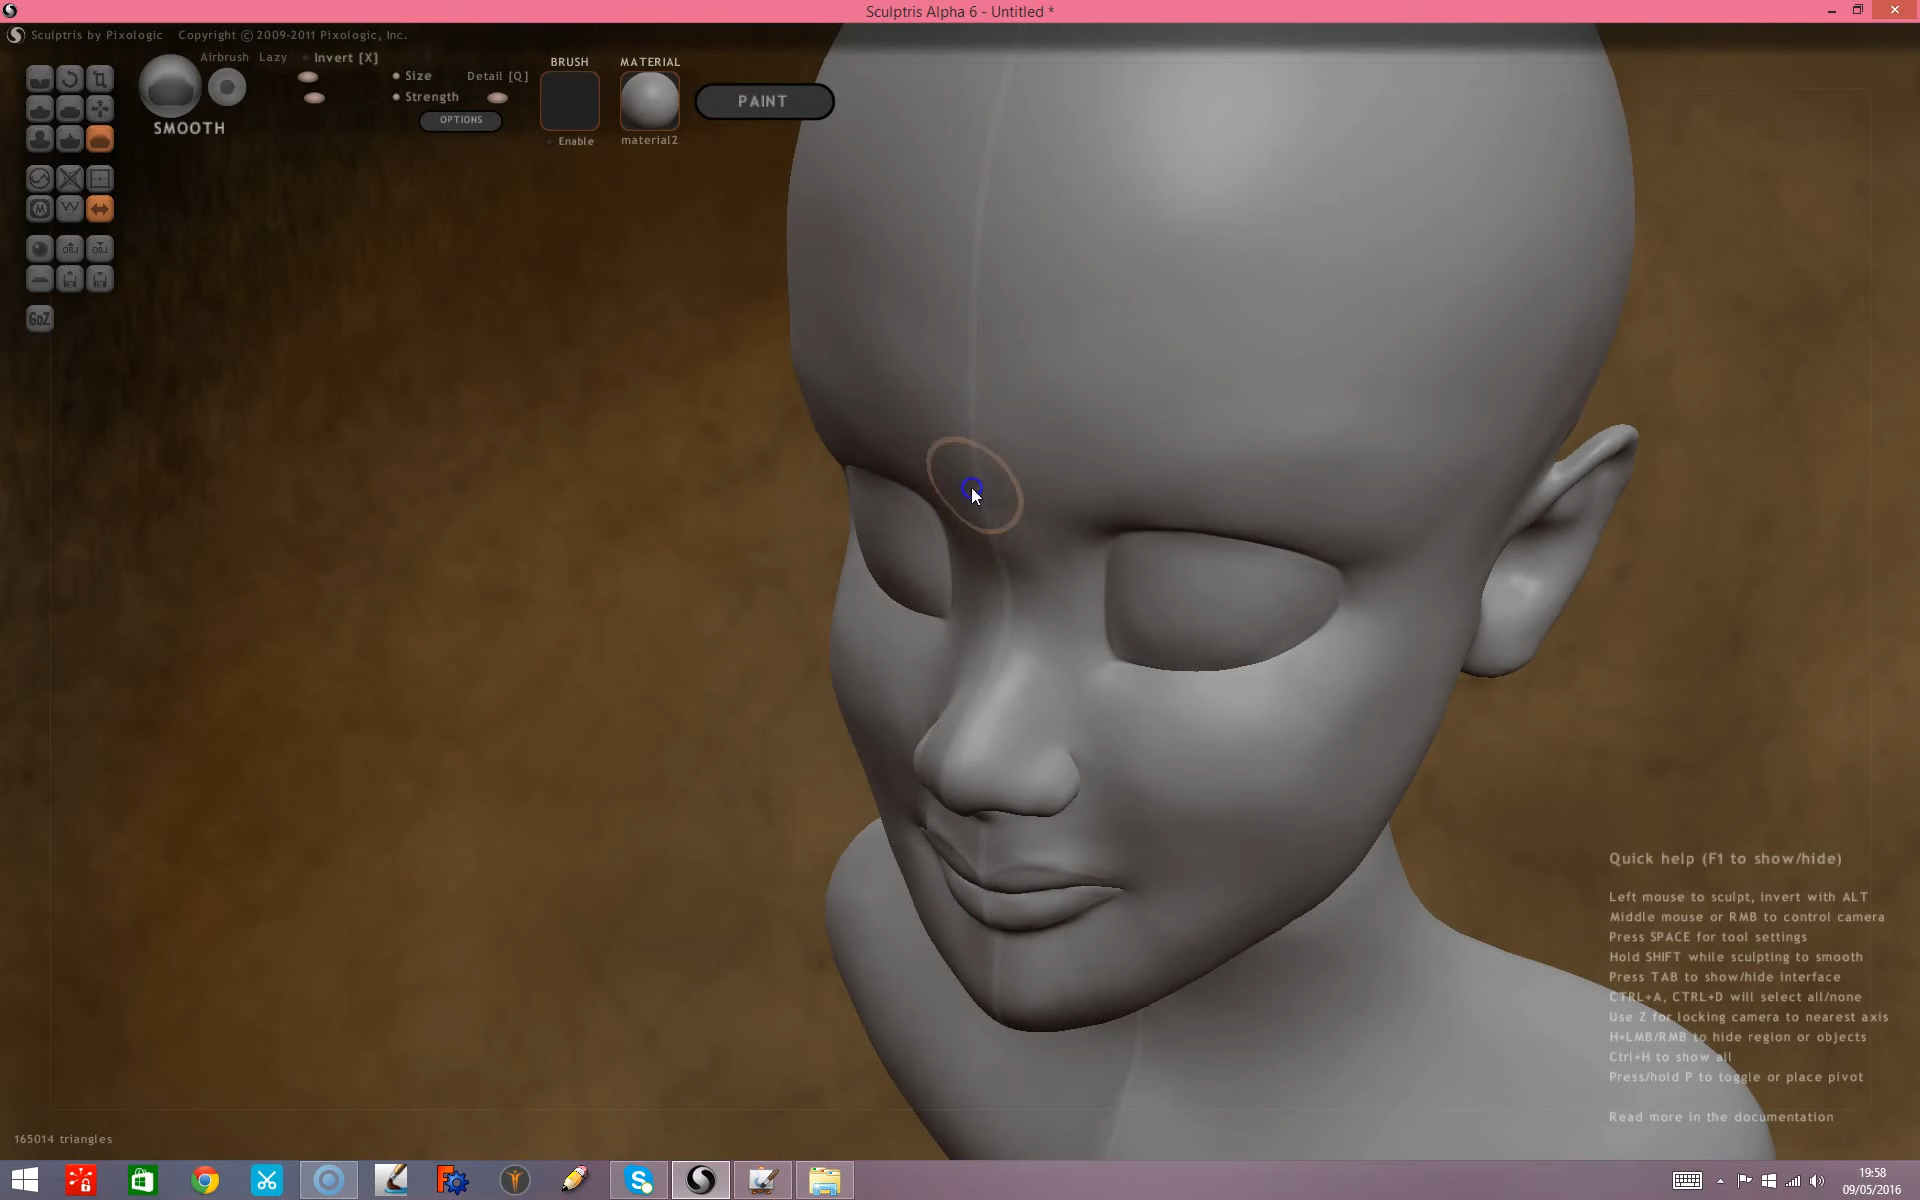 Sculptris Alpha 6 - Untitled *
Sculptris by Pixologic Copyright © 2009-2011 Pixologic, Inc.
Airbrush Lazy Invert [X]
Size Detail [Q]
Strength
OPTIONS
SMOOTH
BRUSH
Enable
MATERIAL
material2
PAINT
OBJ OBJ
GoZ
Quick help (F1 to show/hide)
Left mouse to sculpt, invert with ALT
Middle mouse or RMB to control camera
Press SPACE for tool settings
Hold SHIFT while sculpting to smooth
Press TAB to show/hide interface
CTRL+A, CTRL+D will select all/none
Use Z for locking camera to nearest axis
H+LMB/RMB to hide region or objects
Ctrl+H to show all
Press/hold P to toggle or place pivot
Read more in the documentation
165014 triangles
19:58
09/05/2016